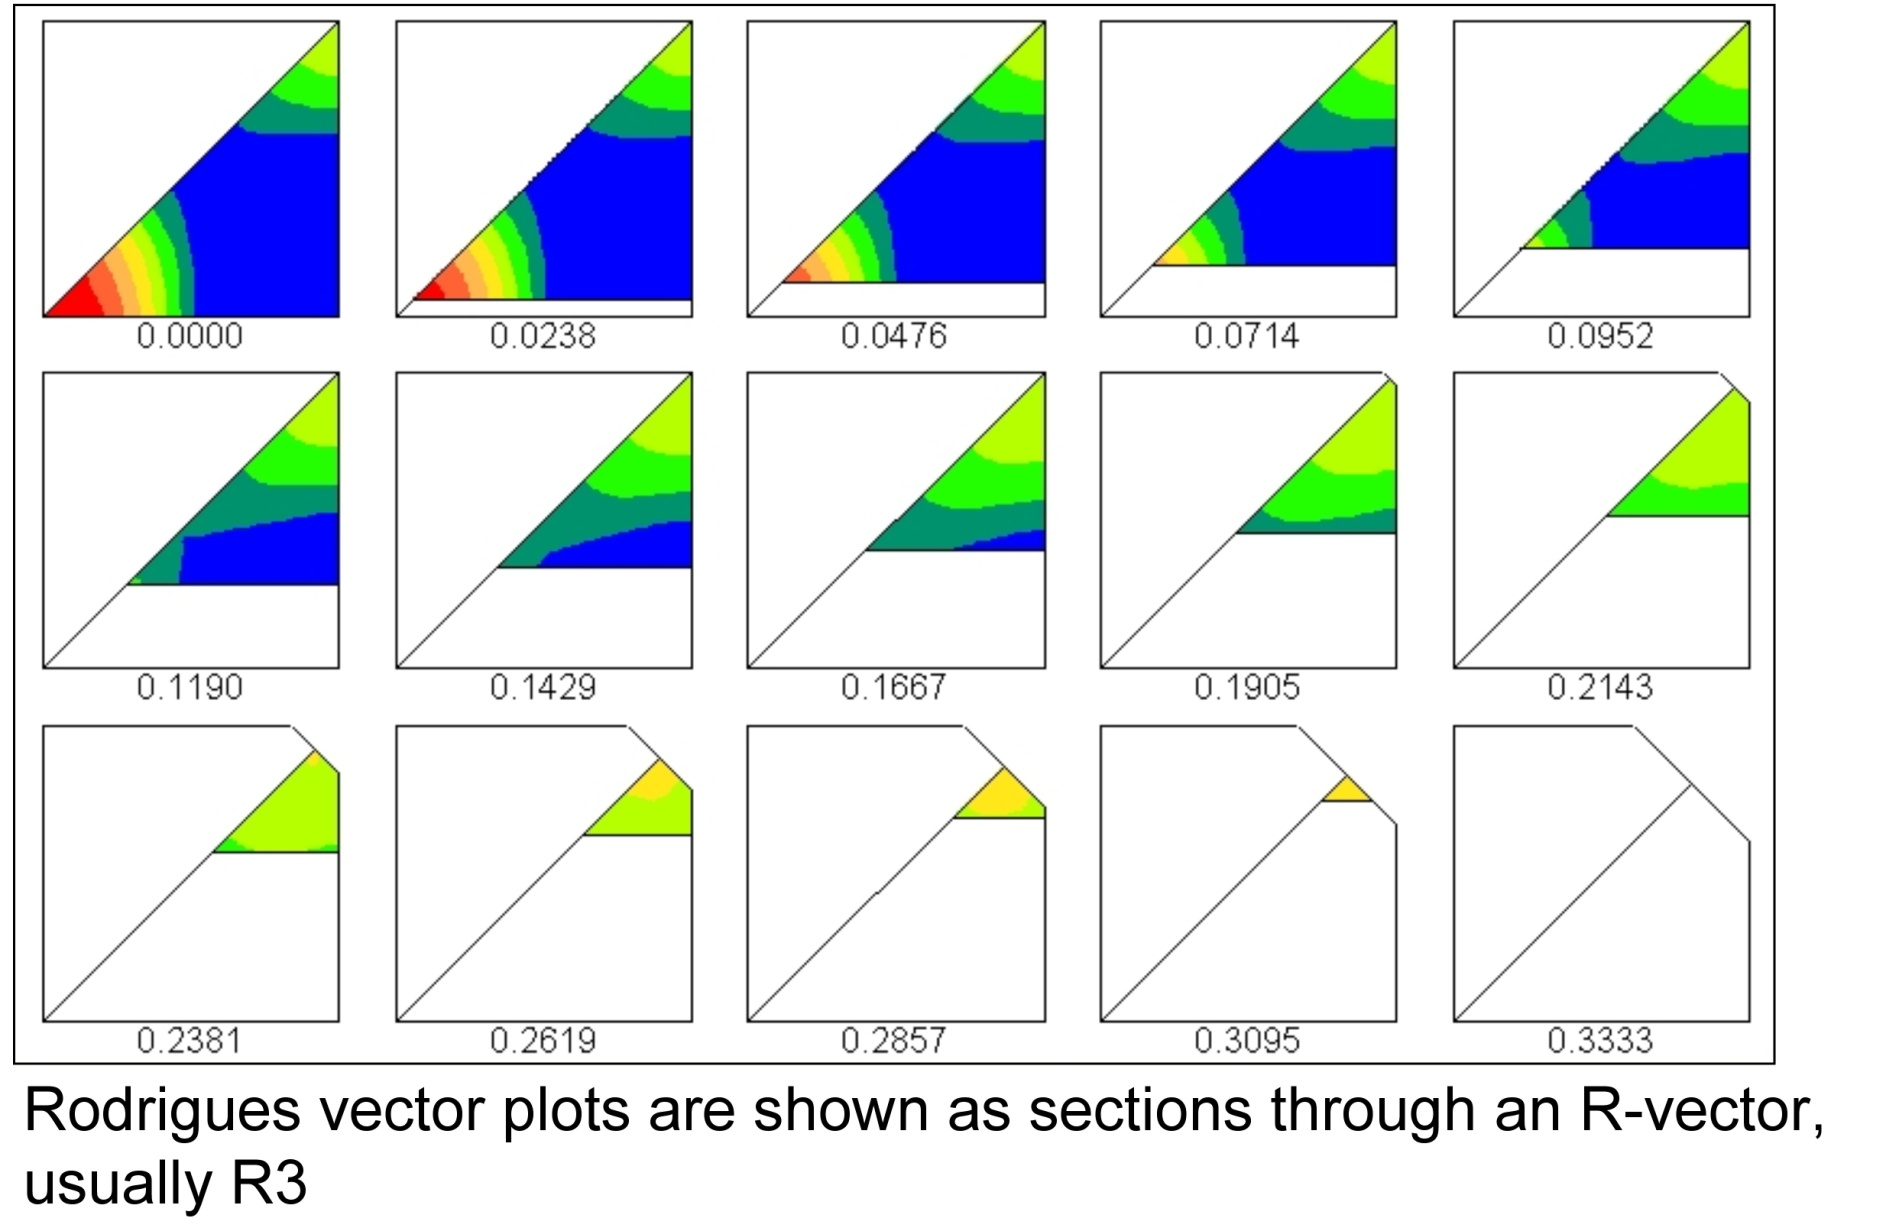 0.0000 0.0238 0.0476 0.0714 0.0952
0.1190 0.1429 0.1667 0.1905 0.2143
0.2381 0.2619 0.2857 0.3095 0.3333
Rodrigues vector plots are shown as sections through an R-vector,
usually R3